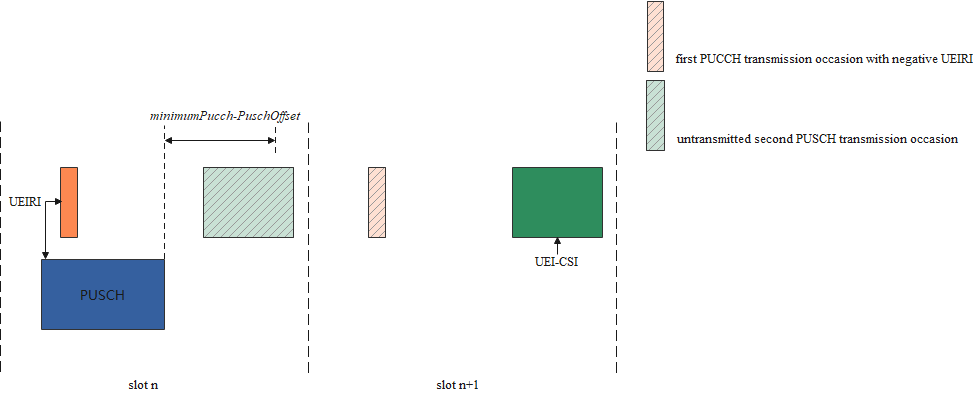 first PUCCH transmission occasion with negative UEIRI
minimumPucch-PuschOffset
untransmitted second PUSCH transmission occasion
UEIRI
UEI-CSI
PUSCH
slot n
slot n+1